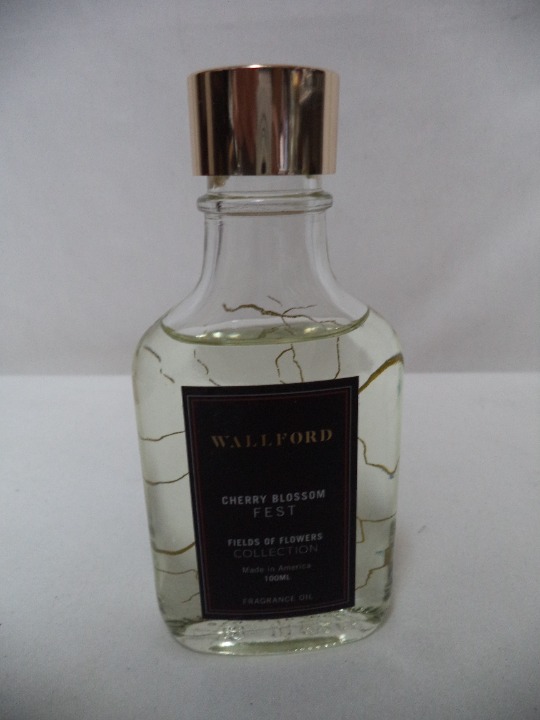 WALLFORD
CHERRY BLOSSOM
FEST
FIELDS OF FLOWERS
COLLECTION
Made in America
100ML
FRAGRANCE OIL